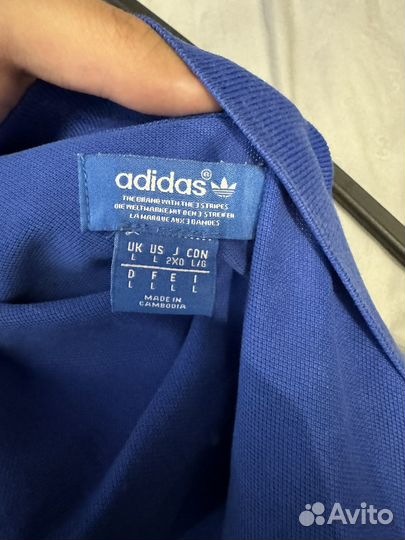 adidas®
THE BRAND WITH THE 3 STRIPES
DIE WELTMARKE MIT DEN 3 STREIFEN
LA MARQUE AUX 3 BANDES
UK US J CDN
L L 2XO L/G
D F E I
L L L L
MADE IN
CAMBODIA
Avito